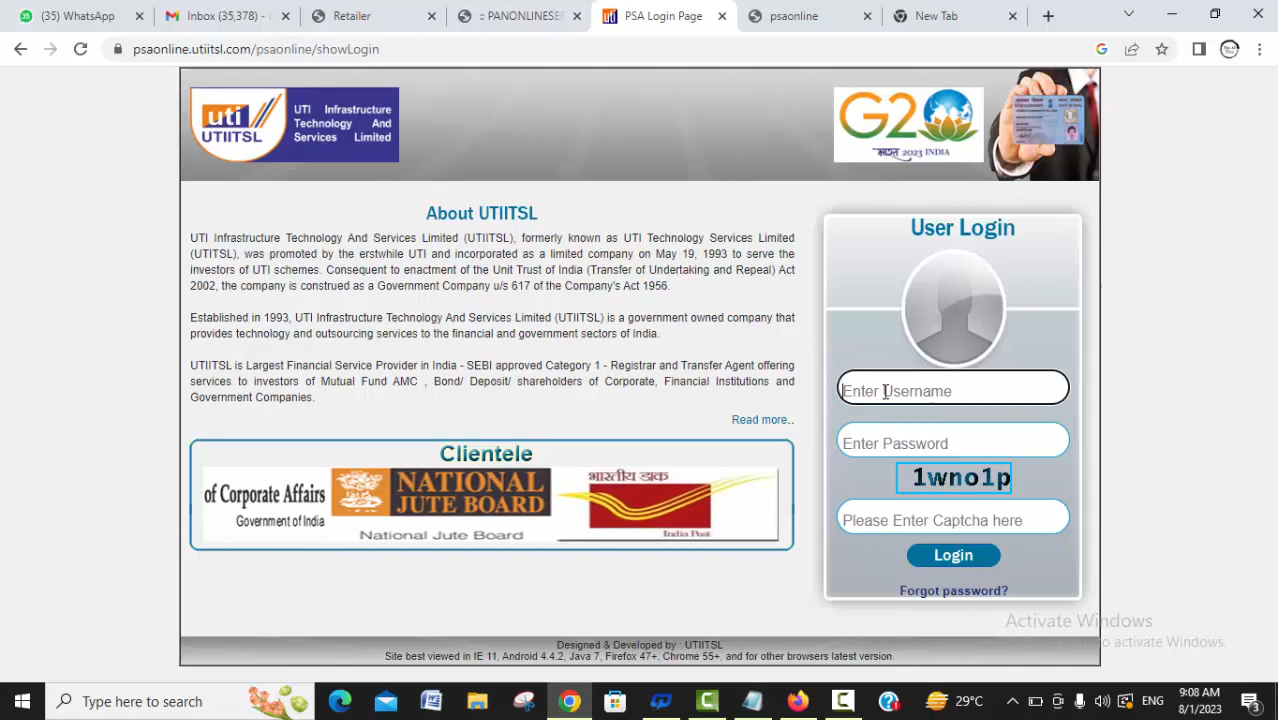 (35) WhatsApp
Inbox (35,378) -
Retailer
:: PANONLINESER
PSA Login Page
psaonline
New Tab
psaonline.utiitsl.com/psaonline/showLogin
uti
UTIITSL
UTI Infrastructure
Technology And
Services Limited
G20
2023 INDIA
About UTIITSL
UTI Infrastructure Technology And Services Limited (UTIITSL), formerly known as UTI Technology Services Limited
(UTITSL), was promoted by the erstwhile UTI and incorporated as a limited company on May 19, 1993 to serve the
investors of UTI schemes. Consequent to enactment of the Unit Trust of India (Transfer of Undertaking and Repeal) Act
2002, the company is construed as a Government Company u/s 617 of the Company's Act 1956.
Established in 1993, UTI Infrastructure Technology And Services Limited (UTIITSL) is a government owned company that
provides technology and outsourcing services to the financial and government sectors of India.
UTIITSL is Largest Financial Service Provider in India - SEBI approved Category 1 - Registrar and Transfer Agent offering
services to investors of Mutual Fund AMC , Bond/ Deposit/ shareholders of Corporate, Financial Institutions and
Government Companies.
Read more..
Clientele
of Corporate Affairs
Government of India
NATIONAL
JUTE BOARD
National Jute Board
भारतीय डाक
India Post
User Login
Enter Username
Enter Password
1wno1p
Please Enter Captcha here
Login
Forgot password?
Activate Windows
to activate Windows.
Designed & Developed by : UTIITSL
Site best viewed in IE 11, Android 4.4.2, Java 7, Firefox 47+, Chrome 55+, and for other browsers latest version.
Type here to search
29°C
ENG
9:08 AM
8/1/2023
3